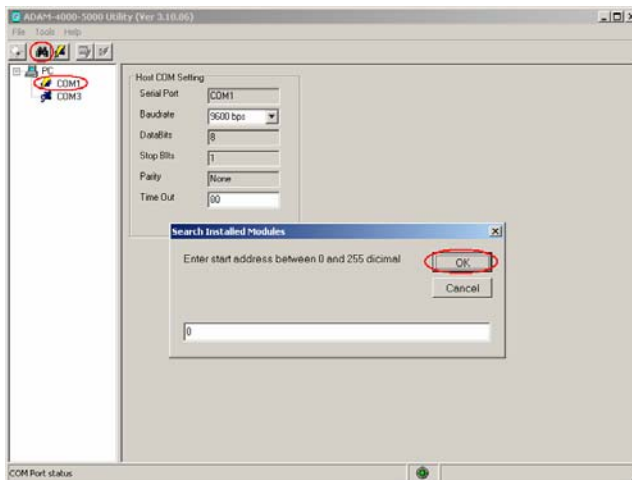 ADAM-4000-5000 Utility (Ver 3.10.06)
File Tools Help
PC
COM1
COM3
Host COM Setting
Serial Port COM1
Baudrate 9600 bps
DataBits 8
Stop Bits 1
Parity None
Time Out 00
Search Installed Modules
Enter start address between 0 and 255 dicimal
OK
Cancel
0
COM Port status